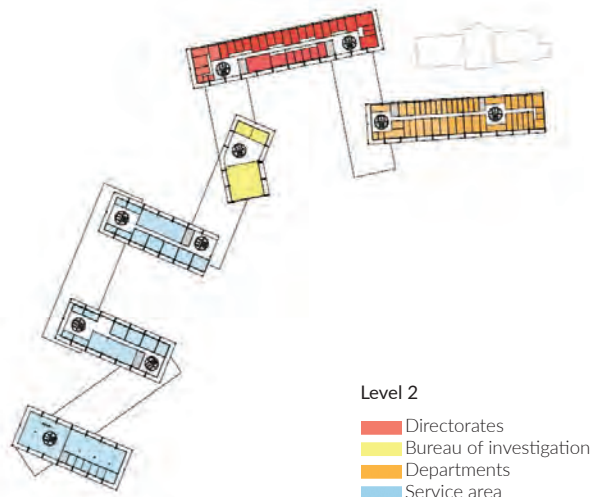 Level 2
Directorates
Bureau of investigation
Departments
Service area